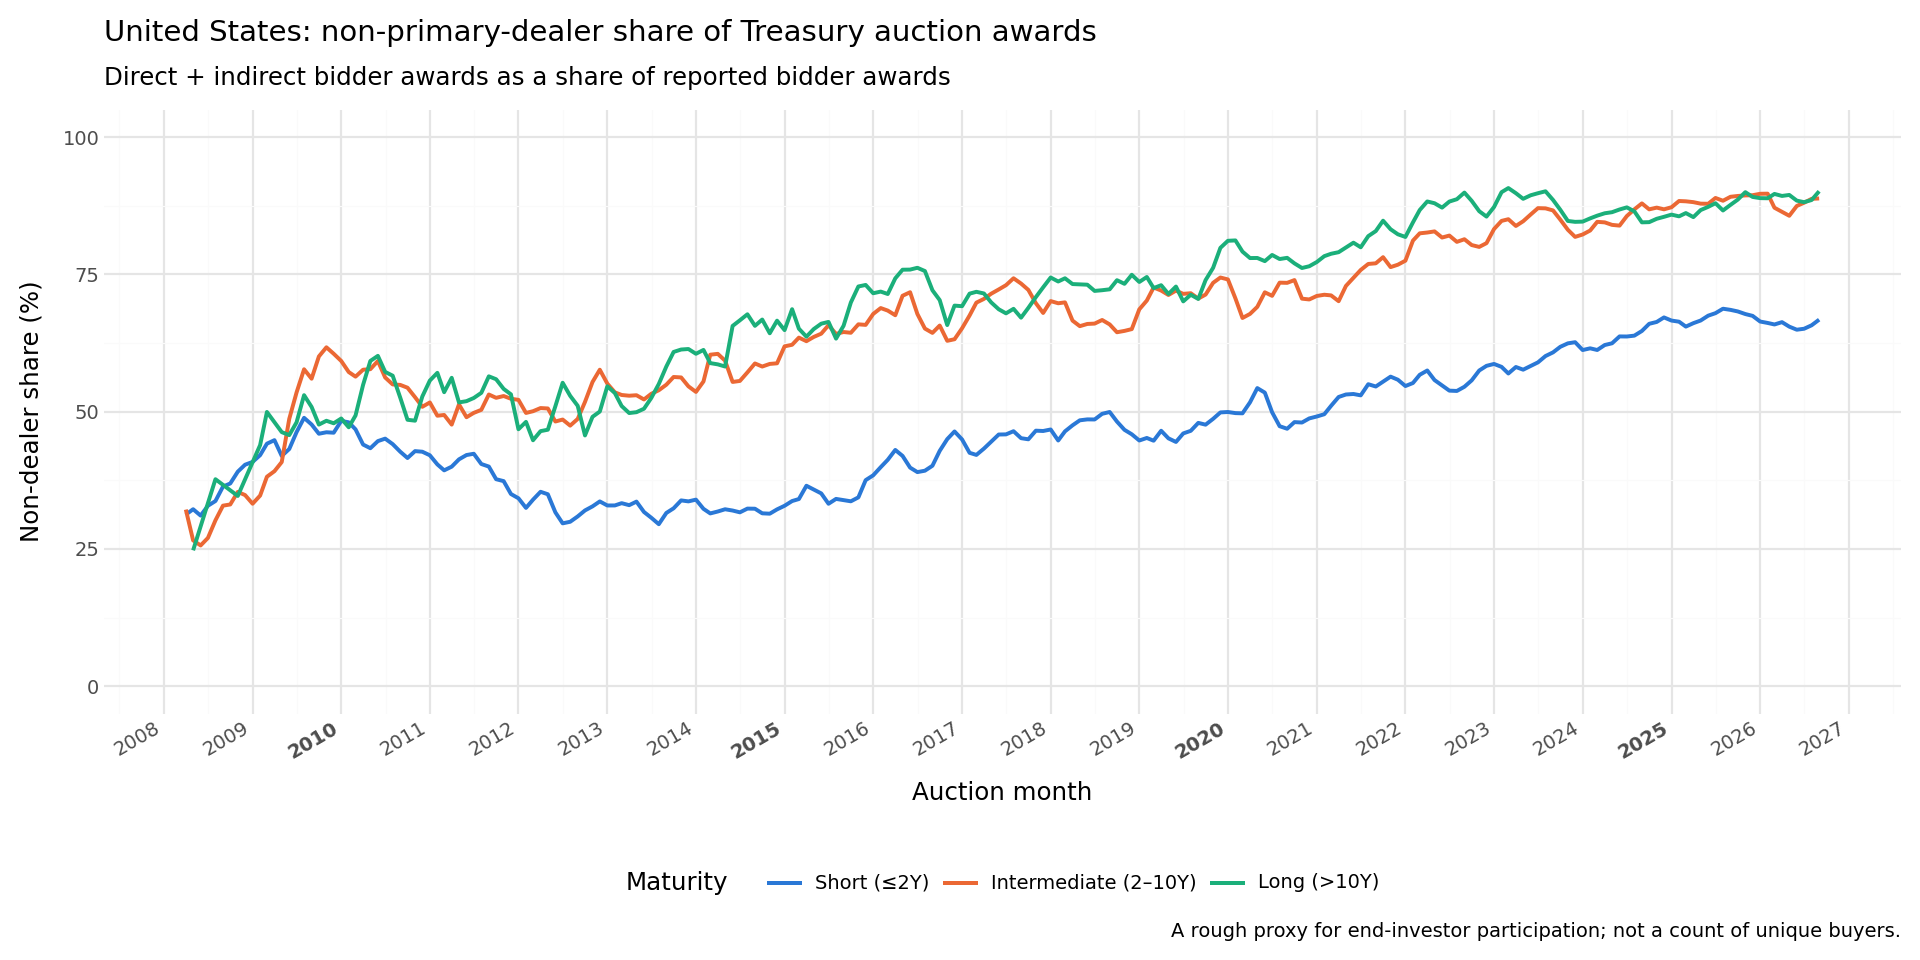 United States: non-primary-dealer share of Treasury auction awards
Direct + indirect bidder awards as a share of reported bidder awards
Non-dealer share (%)
100
75
50
25
0
2008 2009 2010 2011 2012 2013 2014 2015 2016 2017 2018 2019 2020 2021 2022 2023 2024 2025 2026 2027
Auction month
Maturity Short (≤2Y) Intermediate (2–10Y) Long (>10Y)
A rough proxy for end-investor participation; not a count of unique buyers.